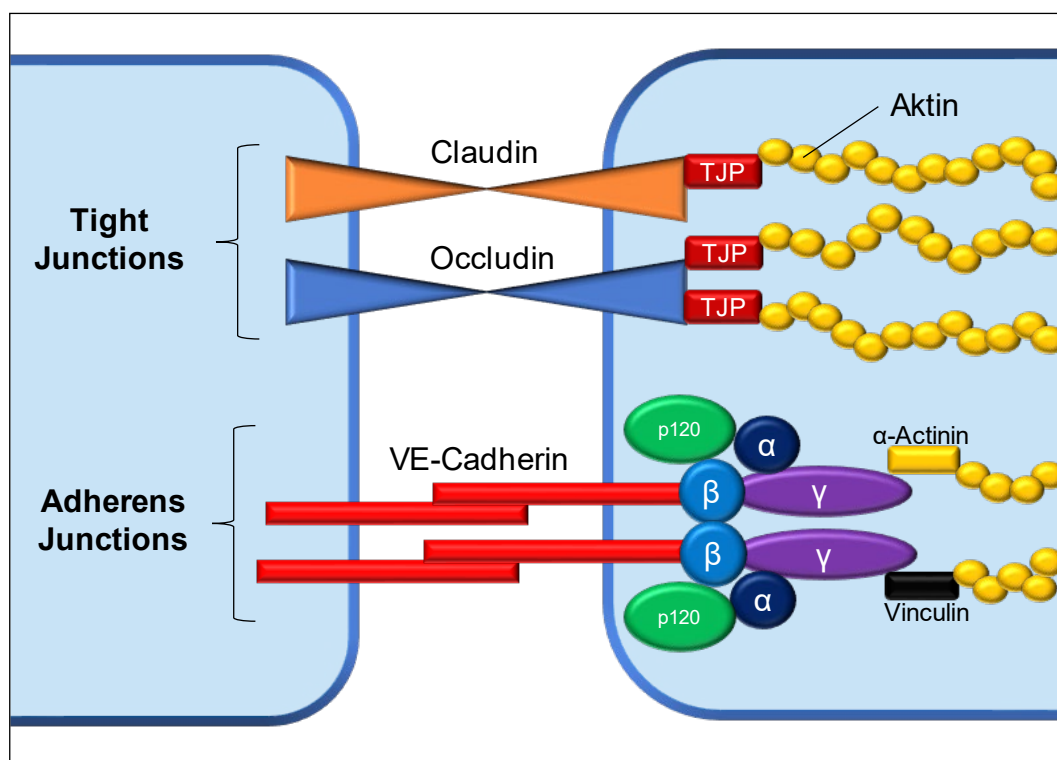 Aktin
Claudin
TJP
Tight
Junctions
Occludin
TJP
TJP
p120
α
α-Actinin
VE-Cadherin
β
γ
Adherens
Junctions
β
γ
α
p120
Vinculin